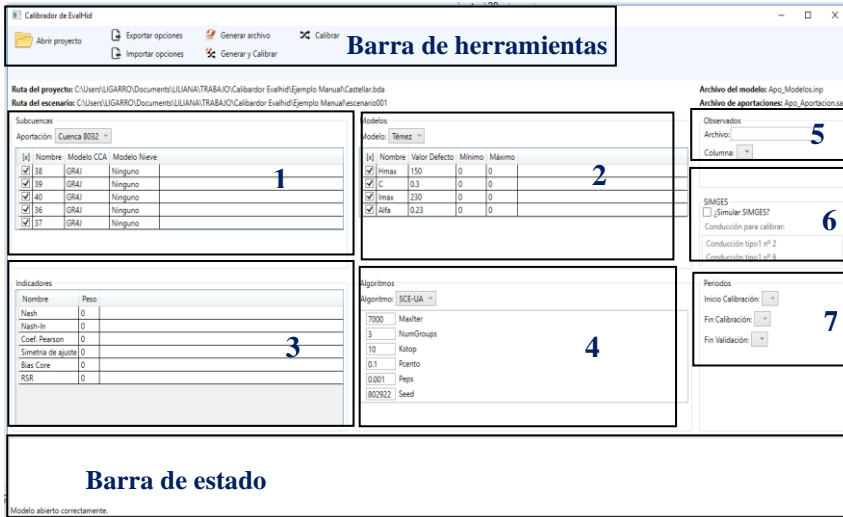 Calibrador de EvalHid
Abrir proyecto
Exportar opciones
Importar opciones
Generar archivo
Generar y Calibrar
Calibrar
Barra de herramientas
Ruta del proyecto: C:\Users\LIGARRO\Documents\LILIANA\TRABAJO\Calibardor Evalhid\Ejemplo Manual\Castellar.bda
Archivo del modelo: Apo_Modelos.inp
Ruta del escenario: C:\Users\LIGARRO\Documents\LILIANA\TRABAJO\Calibardor Evalhid\Ejemplo Manual\escenario001
Archivo de aportaciones: Apo_Aportacion.sa
Subcuencas
Aportación: Cuenca 8032
[x] Nombre Modelo CCA Modelo Nieve
38 GR4J Ninguno
39 GR4J Ninguno
40 GR4J Ninguno
36 GR4J Ninguno
37 GR4J Ninguno
1
Modelos
Modelo: Témez
[x] Nombre Valor Defecto Mínimo Máximo
Hmax 150 0 0
C 0.3 0 0
Imax 230 0 0
Alfa 0.23 0 0
2
Observados
Archivo:
Columna:
5
SIMGES
¿Simular SIMGES?
Conducción para calibrar:
Conducción tipo1 nº 2
Conducción tipo1 nº 6
6
Indicadores
Nombre Peso
Nash 0
Nash-ln 0
Coef. Pearson 0
Simetria de ajuste 0
Bias Core 0
RSR 0
3
Algoritmos
Algoritmo: SCE-UA
7000 MaxIter
3 NumGroups
10 Kstop
0.1 Pcento
0.001 Peps
802922 Seed
4
Periodos
Inicio Calibración:
Fin Calibración:
Fin Validación:
7
Barra de estado
Modelo abierto correctamente.